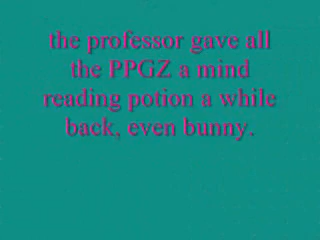 the professor gave all
the PPGZ a mind
reading potion a while
back, even bunny.